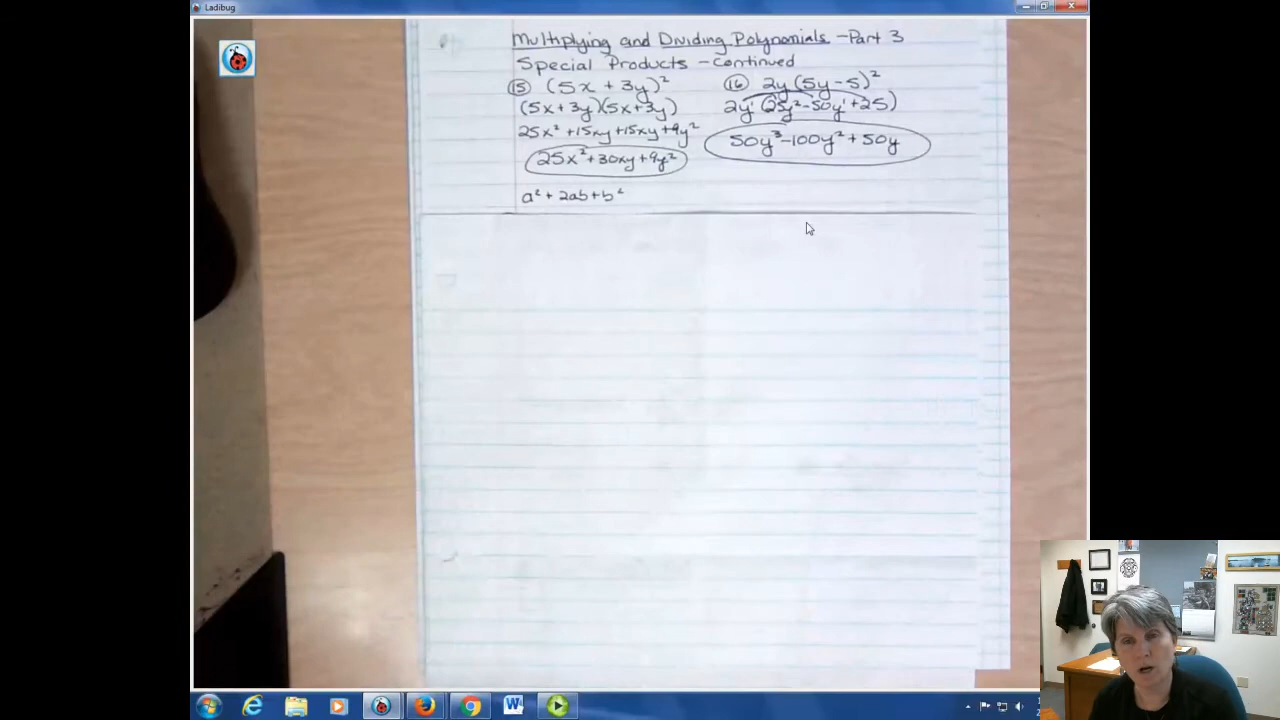 Ladibug
Multiplying and Dividing Polynomials - Part 3
Special Products - continued
⑮ (5x + 3y)²
(5x+3y)(5x+3y)
25x² + 15xy + 15xy + 9y²
25x² + 30xy + 9y²
a² + 2ab + b²
⑯ 2y(5y - 5)²
2y¹(25y² - 50y¹ + 25)
50y³ - 100y² + 50y